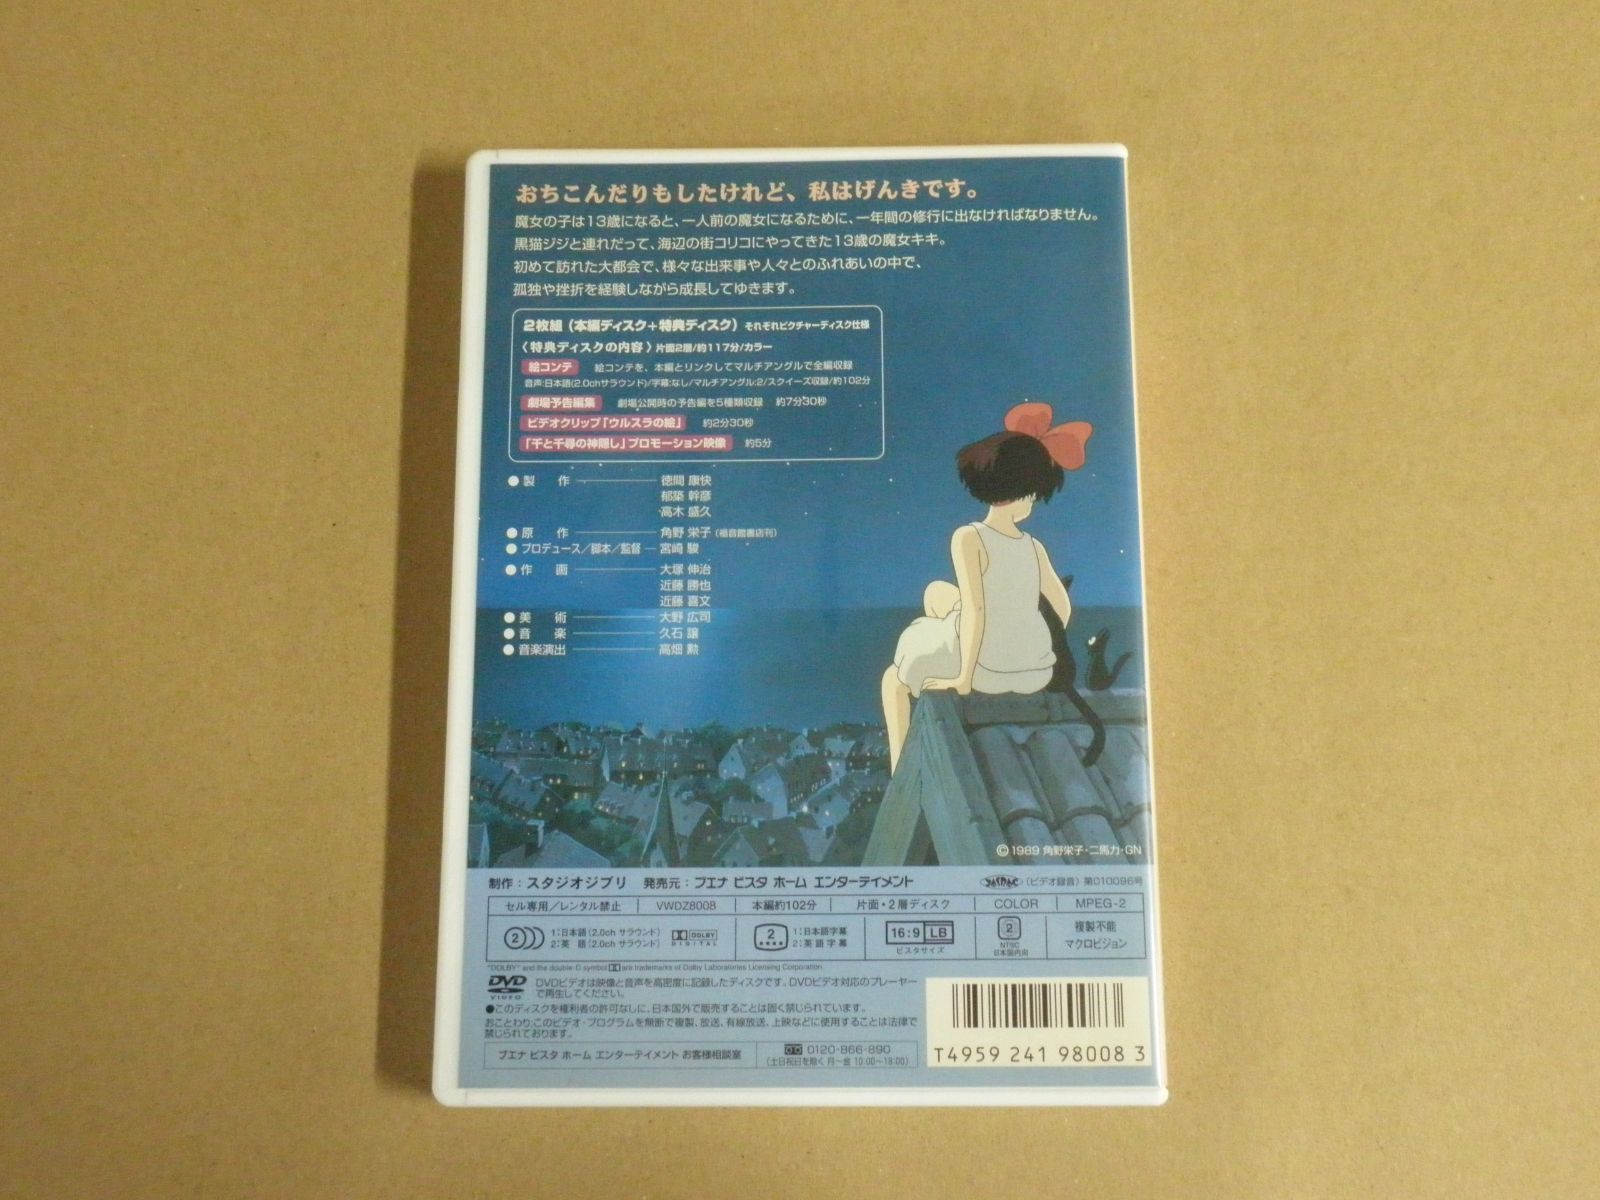 おちこんだりもしたけれど、私はげんきです。
魔女の子は13歳になると、一人前の魔女になるために、一年間の修行に出なければなりません。
黒猫ジジと連れだって、海辺の街コリコにやってきた13歳の魔女キキ。
初めて訪れた大都会で、様々な出来事や人々とのふれあいの中で、
孤独や挫折を経験しながら成長してゆきます。
2枚組（本編ディスク＋特典ディスク） それぞれピクチャーディスク仕様
〈特典ディスクの内容〉片面2層/約117分/カラー
絵コンテ 絵コンテを、本編とリンクしてマルチアングルで全編収録
音声:日本語(2.0chサラウンド)/字幕:なし/マルチアングル:2/スクイーズ収録/約102分
劇場予告編集 劇場公開時の予告編を5種類収録 約7分30秒
ビデオクリップ「ウルスラの絵」 約2分30秒
「千と千尋の神隠し」プロモーション映像 約5分
●製 作 徳間 康快
都築 幹彦
高木 盛久
●原 作 角野 栄子（福音館書店刊）
●プロデュース／脚本／監督 宮崎 駿
●作 画 大塚 伸治
近藤 勝也
近藤 喜文
●美 術 大野 広司
●音 楽 久石 譲
●音楽演出 高畑 勲
© 1989 角野栄子・二馬力・GN
制作：スタジオジブリ 発売元：ブエナ ビスタ ホーム エンターテイメント JASRAC （ビデオ録音）第010096号
セル専用／レンタル禁止 VWDZ8008 本編約102分 片面・2層ディスク COLOR MPEG-2
2 1:日本語（2.0ch サラウンド） DOLBY DIGITAL 2 1:日本語字幕 16:9 LB 2 複製不能
2:英 語（2.0ch サラウンド） 2:英語字幕 ビスタサイズ NTSC 日本国内向 マクロビジョン
"DOLBY" and the double-D symbol are trademarks of Dolby Laboratories Licensing Corporation.
DVD VIDEO DVDビデオは映像と音声を高密度に記録したディスクです。DVDビデオ対応のプレーヤー
で再生してください。
●このディスクを権利者の許可なしに、日本国外で販売することは固く禁じられています。
おことわり:このビデオ・プログラムを無断で複製、放送、有線放送、上映などに使用することは法律で
禁じられております。
ブエナ ビスタ ホーム エンターテイメント お客様相談室 0120-866-890
（土日祝日を除く 月〜金 10:00〜18:00）
T4959 241 98008 3